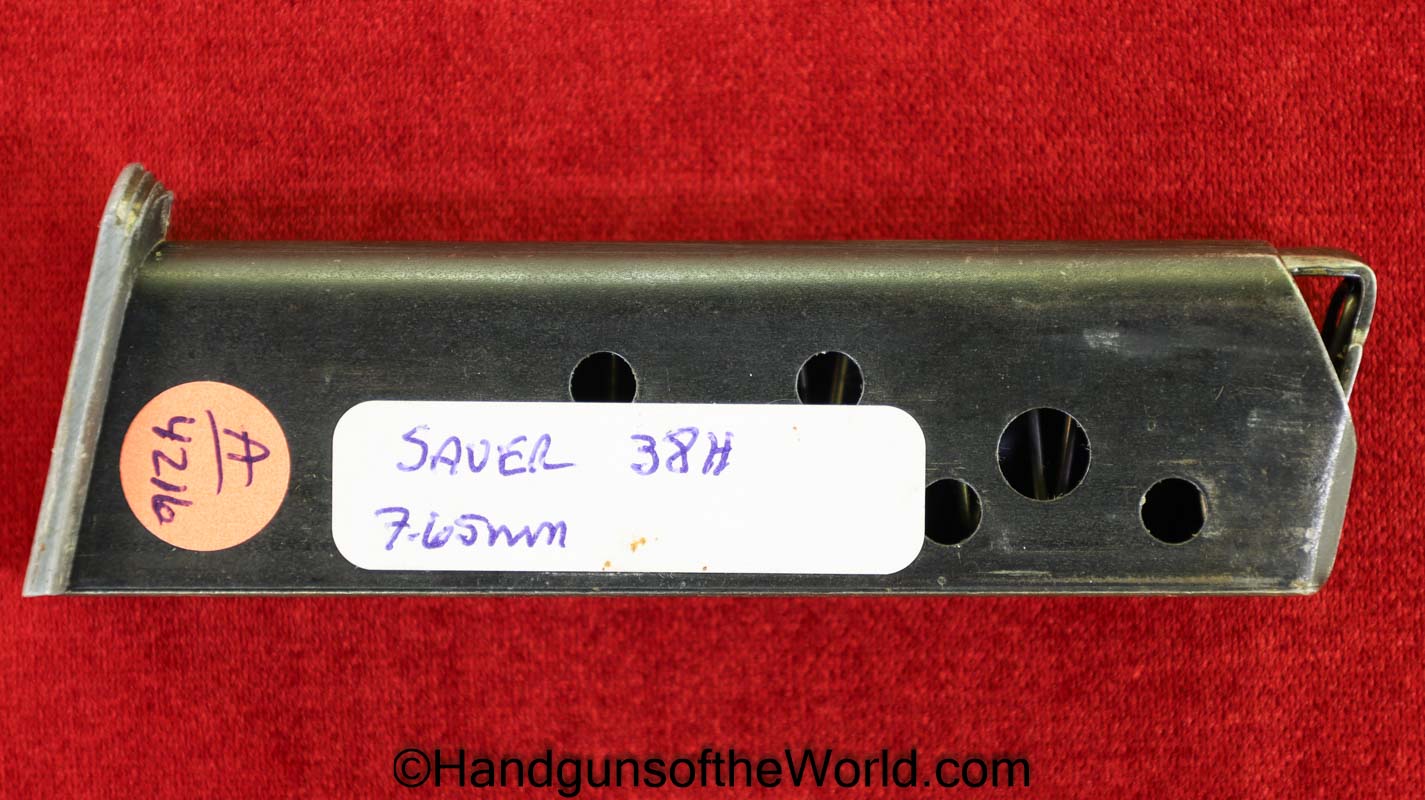 A
4216
SAUER 38H
7.65mm
©HandgunsoftheWorld.com